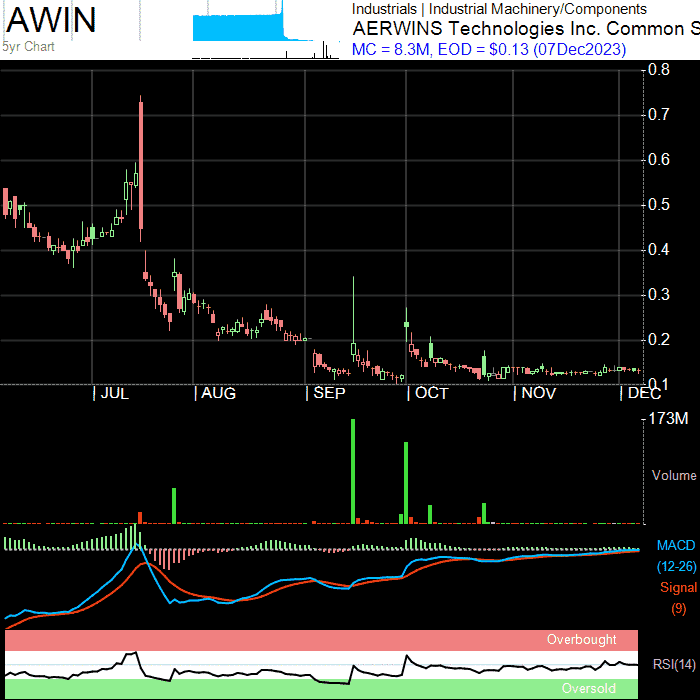 AWIN
5yr Chart
Industrials | Industrial Machinery/Components
AERWINS Technologies Inc. Common S
MC = 8.3M, EOD = $0.13 (07Dec2023)
0.8
0.7
0.6
0.5
0.4
0.3
0.2
0.1
| JUL | AUG | SEP | OCT | NOV | DEC
173M
Volume
MACD
(12-26)
Signal
(9)
Overbought
RSI(14)
Oversold